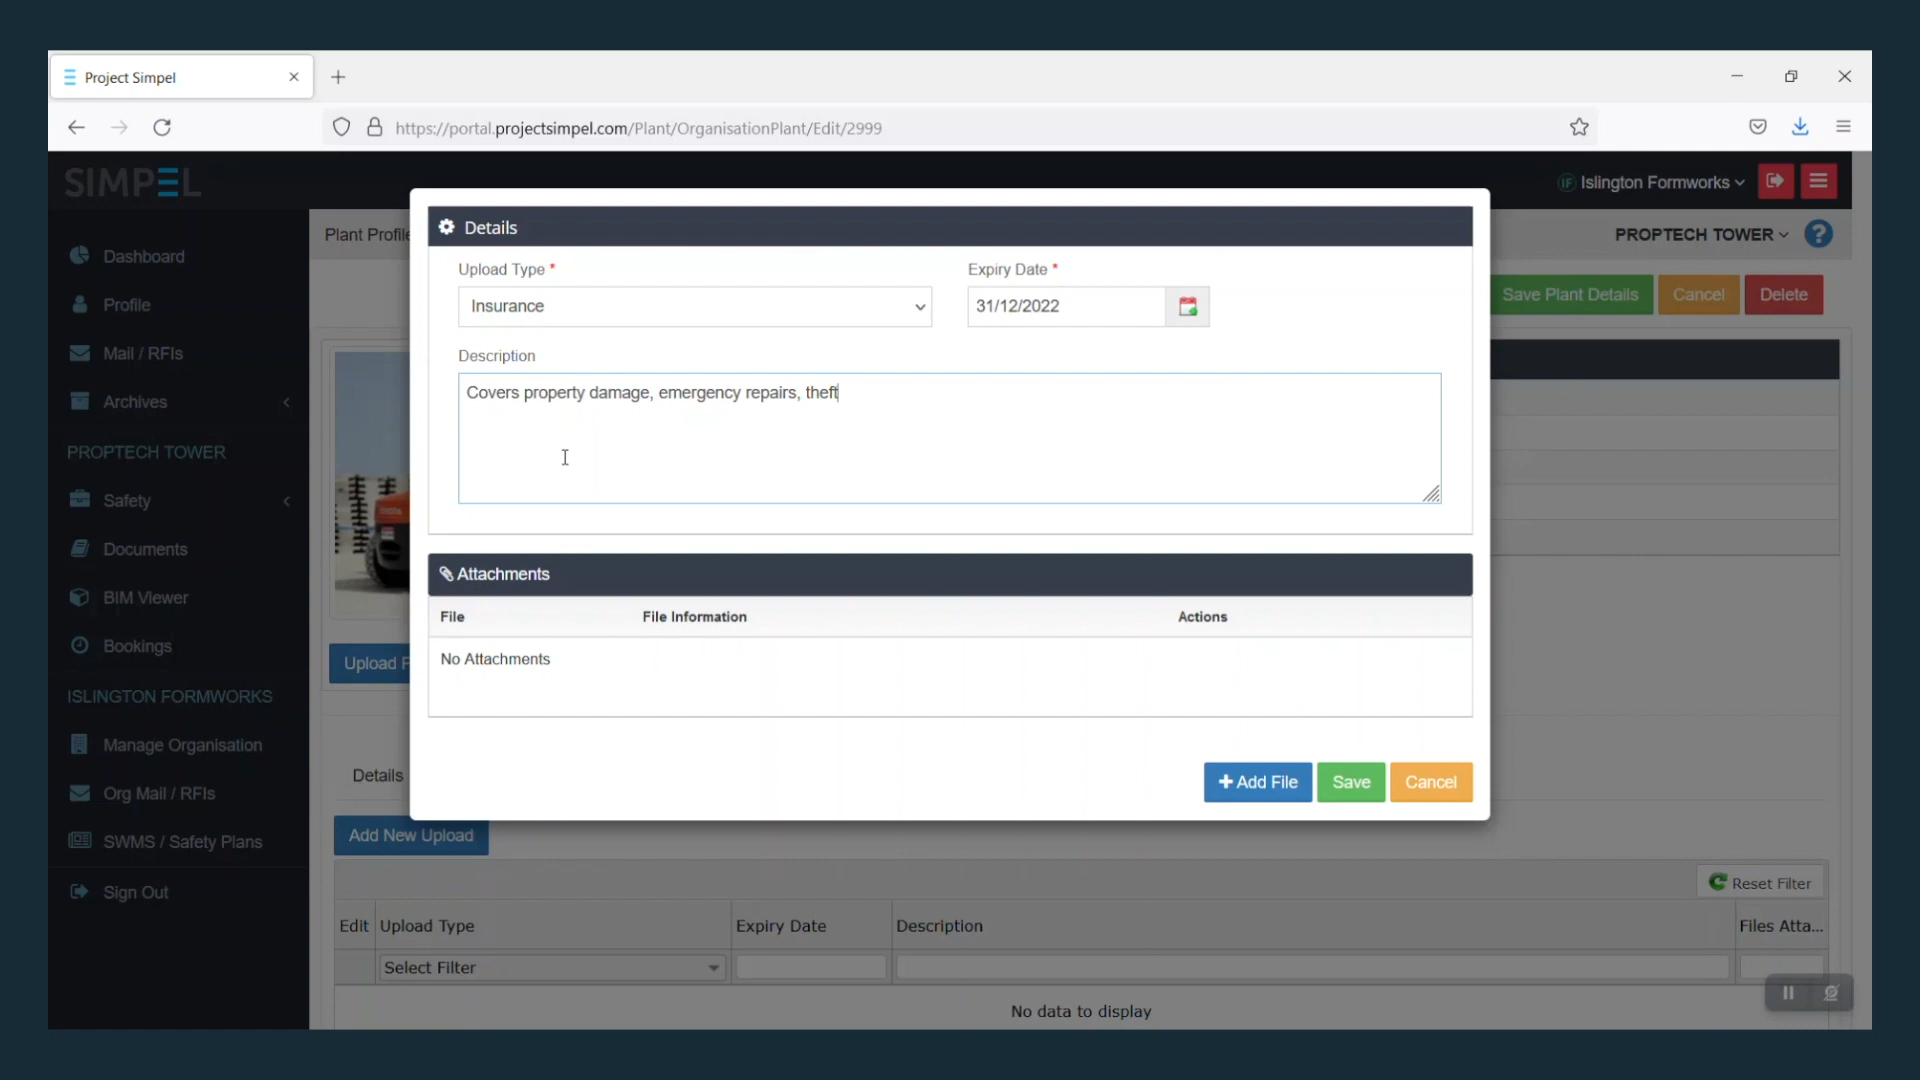 Project Simpel
https://portal.projectsimpel.com/Plant/OrganisationPlant/Edit/2999
SIMPEL
IF Islington Formworks
Plant Profile
PROPTECH TOWER
?
Save Plant Details
Cancel
Delete
Dashboard
Profile
Mail / RFIs
Archives
PROPTECH TOWER
Safety
Documents
BIM Viewer
Bookings
ISLINGTON FORMWORKS
Manage Organisation
Org Mail / RFIs
SWMS / Safety Plans
Sign Out
Details
Upload Type *
Expiry Date *
Insurance
31/12/2022
Description
Covers property damage, emergency repairs, theft
Attachments
File
File Information
Actions
No Attachments
+ Add File
Save
Cancel
Upload
Details
Add New Upload
Reset Filter
Edit
Upload Type
Expiry Date
Description
Files Atta...
Select Filter
No data to display